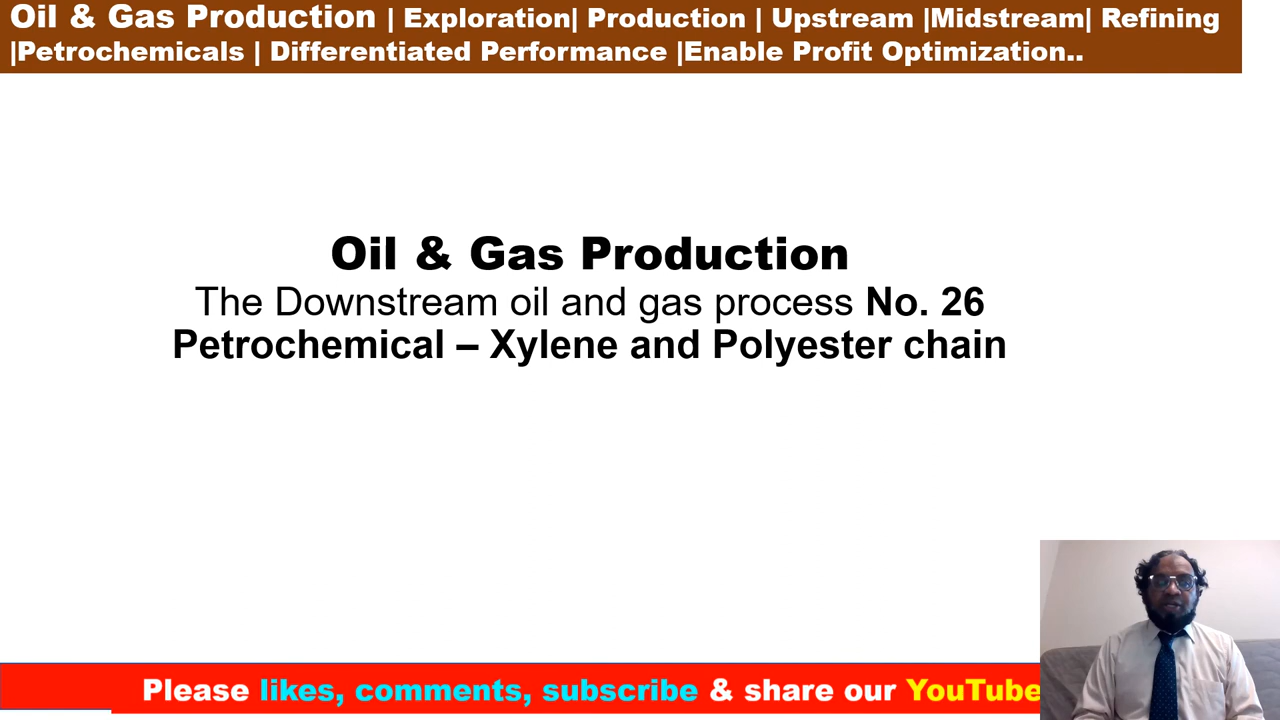 Oil & Gas Production | Exploration| Production | Upstream |Midstream| Refining
|Petrochemicals | Differentiated Performance |Enable Profit Optimization..
Oil & Gas Production
The Downstream oil and gas process No. 26
Petrochemical – Xylene and Polyester chain
Please likes, comments, subscribe & share our YouTube